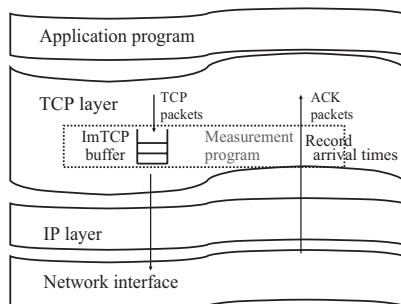 Application program
TCP layer
TCP
packets
ACK
packets
ImTCP
buffer
Measurement
program
Record
arrival times
IP layer
Network interface